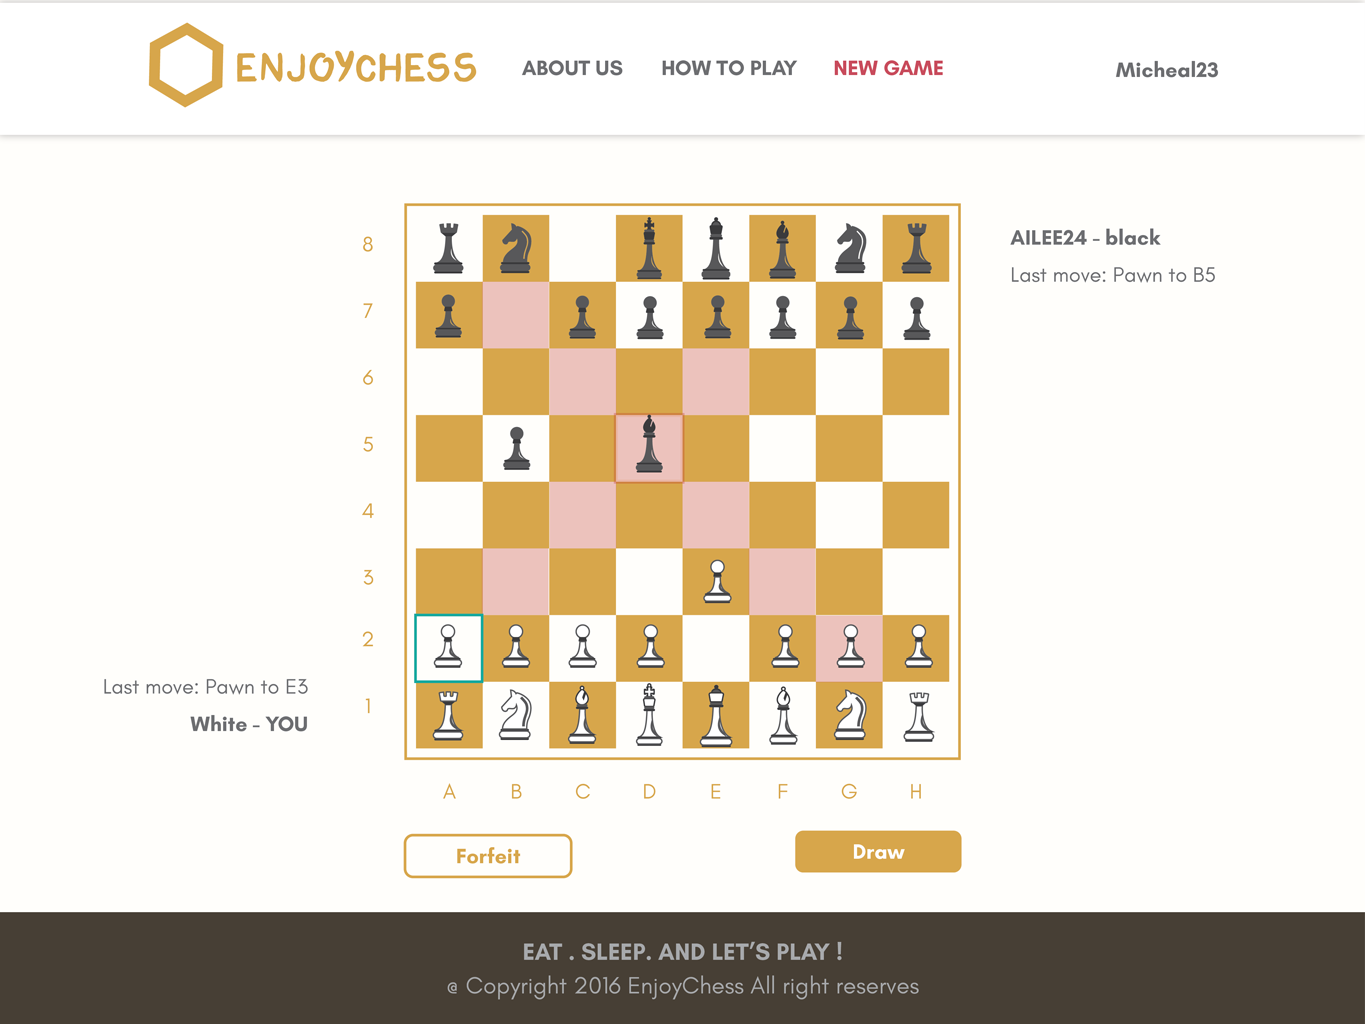 ENJOYCHESS
ABOUT US
HOW TO PLAY
NEW GAME
Micheal23
AILEE24 - black
Last move: Pawn to B5
8
7
6
5
4
3
2
1
Last move: Pawn to E3
White - YOU
A B C D E F G H
Forfeit
Draw
EAT . SLEEP. AND LET’S PLAY !
@ Copyright 2016 EnjoyChess All right reserves